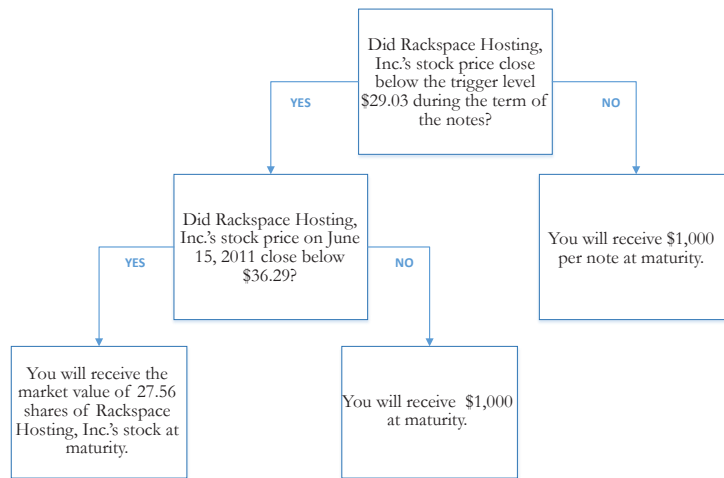 Did Rackspace Hosting,
Inc.'s stock price close
below the trigger level
$29.03 during the term of
the notes?
YES
NO
Did Rackspace Hosting,
Inc.'s stock price on June
15, 2011 close below
$36.29?
You will receive $1,000
per note at maturity.
YES
NO
You will receive the
market value of 27.56
shares of Rackspace
Hosting, Inc.'s stock at
maturity.
You will receive $1,000
at maturity.